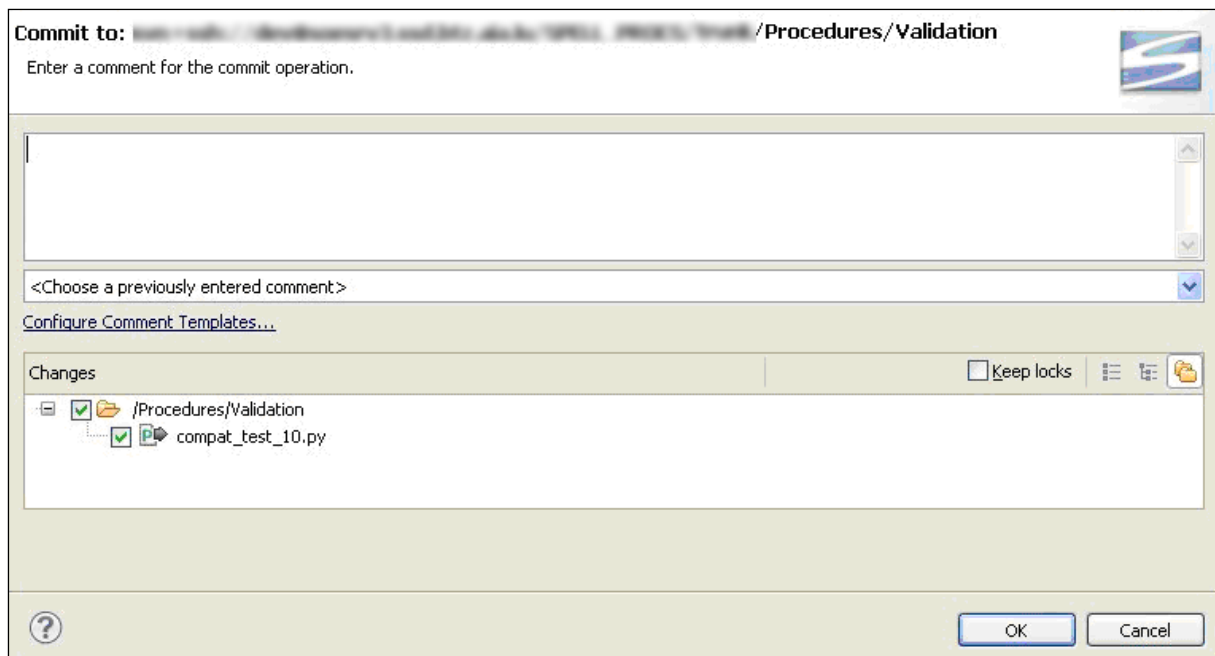 Commit to: /Procedures/Validation
Enter a comment for the commit operation.
<Choose a previously entered comment>
Configure Comment Templates...
Changes
Keep locks
/Procedures/Validation
compat_test_10.py
?
OK
Cancel